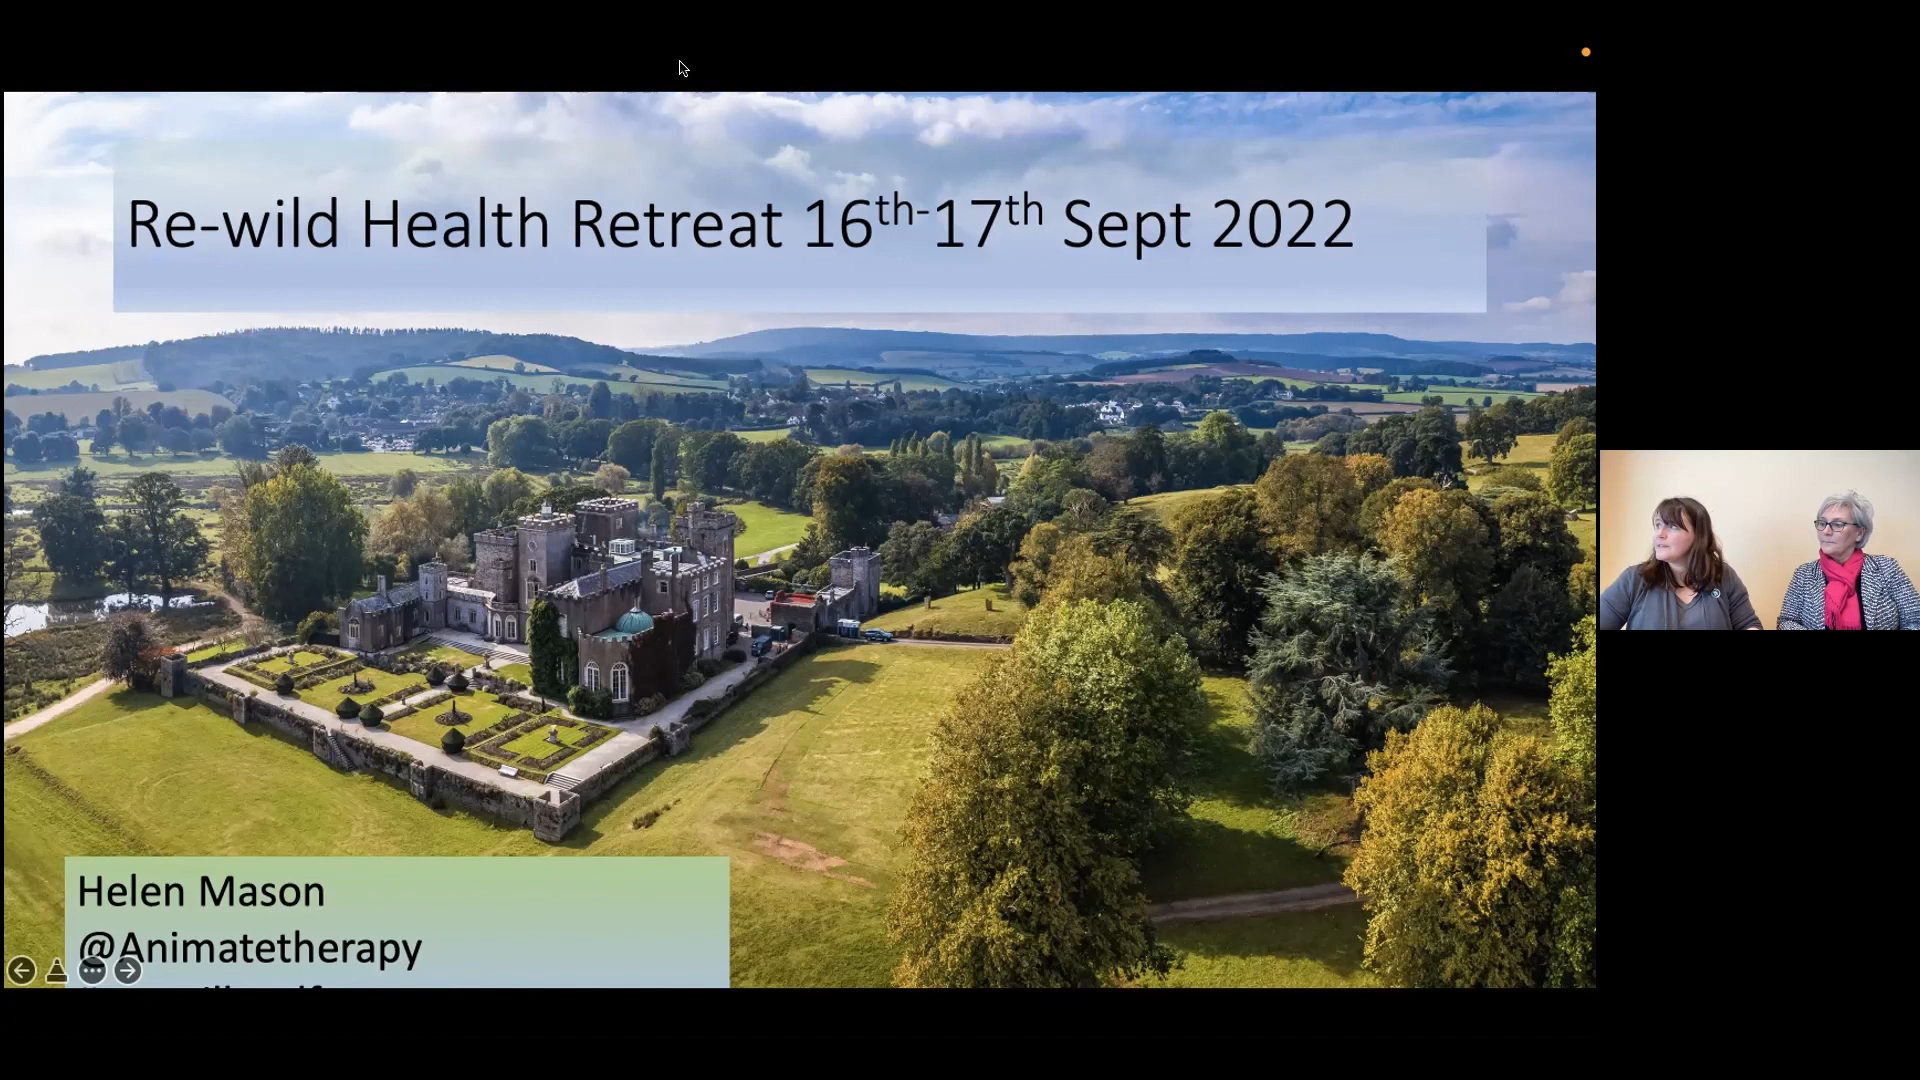 Re-wild Health Retreat 16th-17th Sept 2022
Helen Mason
@Animatetherapy